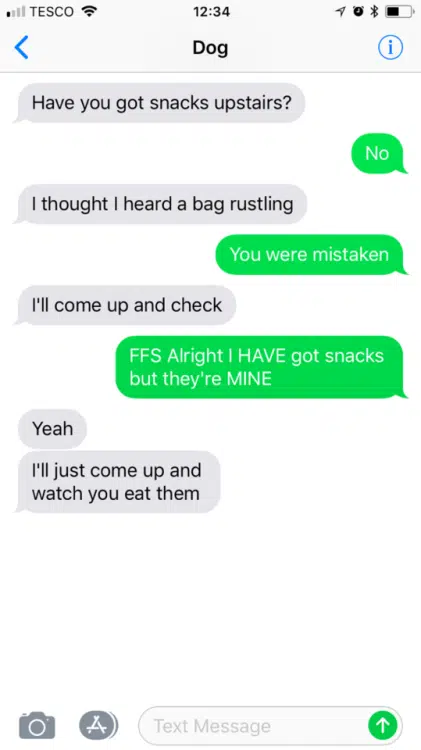 TESCO 12:34
Dog
Have you got snacks upstairs?
No
I thought I heard a bag rustling
You were mistaken
I'll come up and check
FFS Alright I HAVE got snacks
but they're MINE
Yeah
I'll just come up and
watch you eat them
Text Message